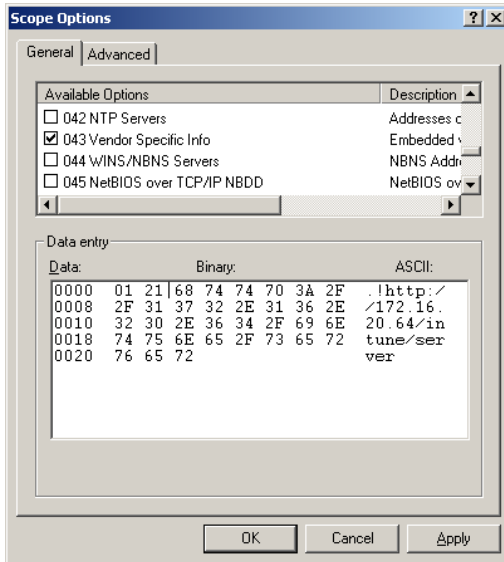 Scope Options
General Advanced
Available Options Description
042 NTP Servers Addresses c
043 Vendor Specific Info Embedded v
044 WINS/NBNS Servers NBNS Addr
045 NetBIOS over TCP/IP NBDD NetBIOS ov
Data entry
Data: Binary: ASCII:
0000 01 21 68 74 74 70 3A 2F .!http:/
0008 2F 31 37 32 2E 31 36 2E /172.16.
0010 32 30 2E 36 34 2F 69 6E 20.64/in
0018 74 75 6E 65 2F 73 65 72 tune/ser
0020 76 65 72 ver
OK Cancel Apply